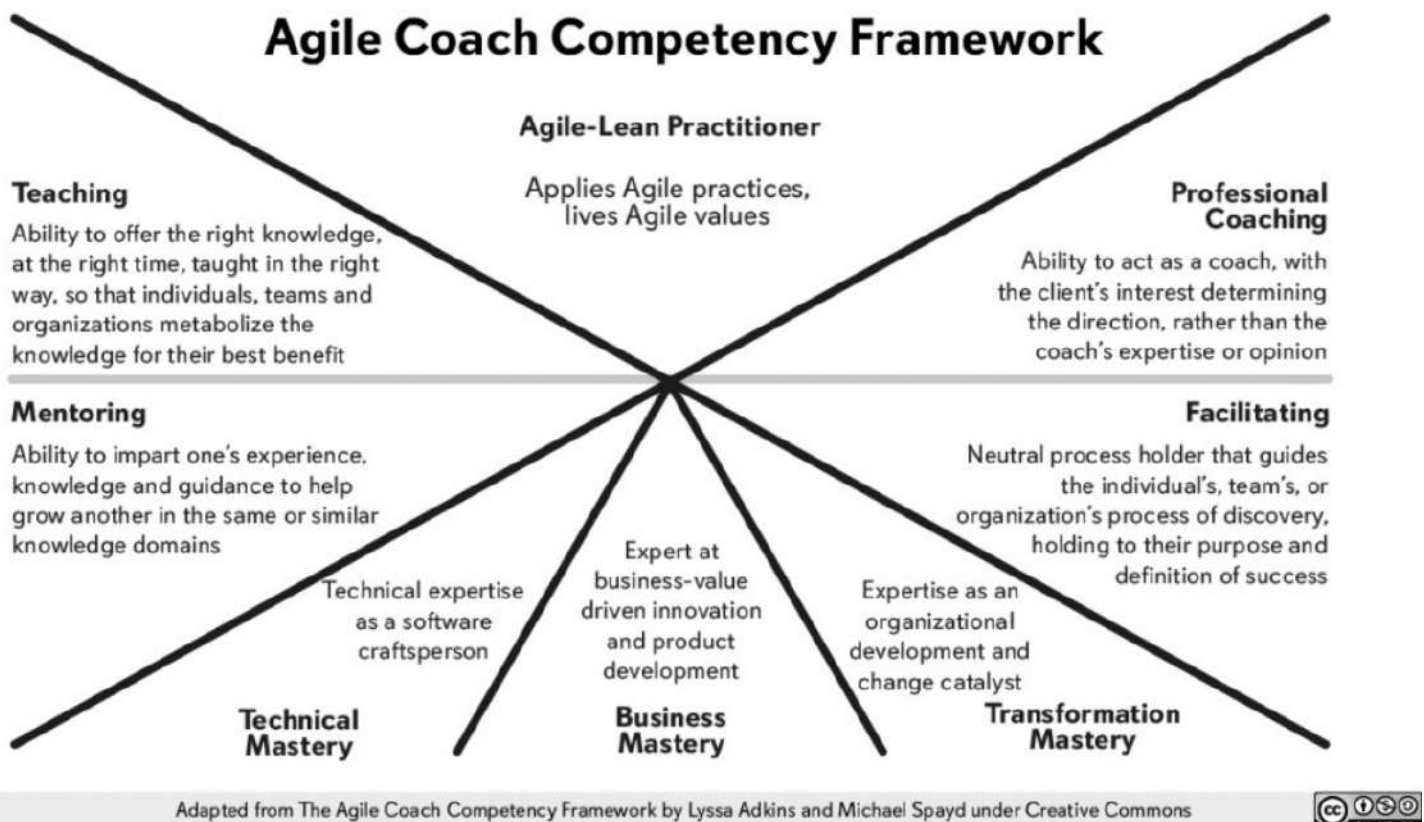 Agile Coach Competency Framework
Agile-Lean Practitioner
Applies Agile practices,
lives Agile values
Teaching
Ability to offer the right knowledge,
at the right time, taught in the right
way, so that individuals, teams and
organizations metabolize the
knowledge for their best benefit
Professional
Coaching
Ability to act as a coach, with
the client's interest determining
the direction, rather than the
coach's expertise or opinion
Mentoring
Ability to impart one's experience,
knowledge and guidance to help
grow another in the same or similar
knowledge domains
Facilitating
Neutral process holder that guides
the individual's, team's, or
organization's process of discovery,
holding to their purpose and
definition of success
Technical expertise
as a software
craftsperson
Technical
Mastery
Expert at
business-value
driven innovation
and product
development
Business
Mastery
Expertise as an
organizational
development and
change catalyst
Transformation
Mastery
Adapted from The Agile Coach Competency Framework by Lyssa Adkins and Michael Spayd under Creative Commons
cc